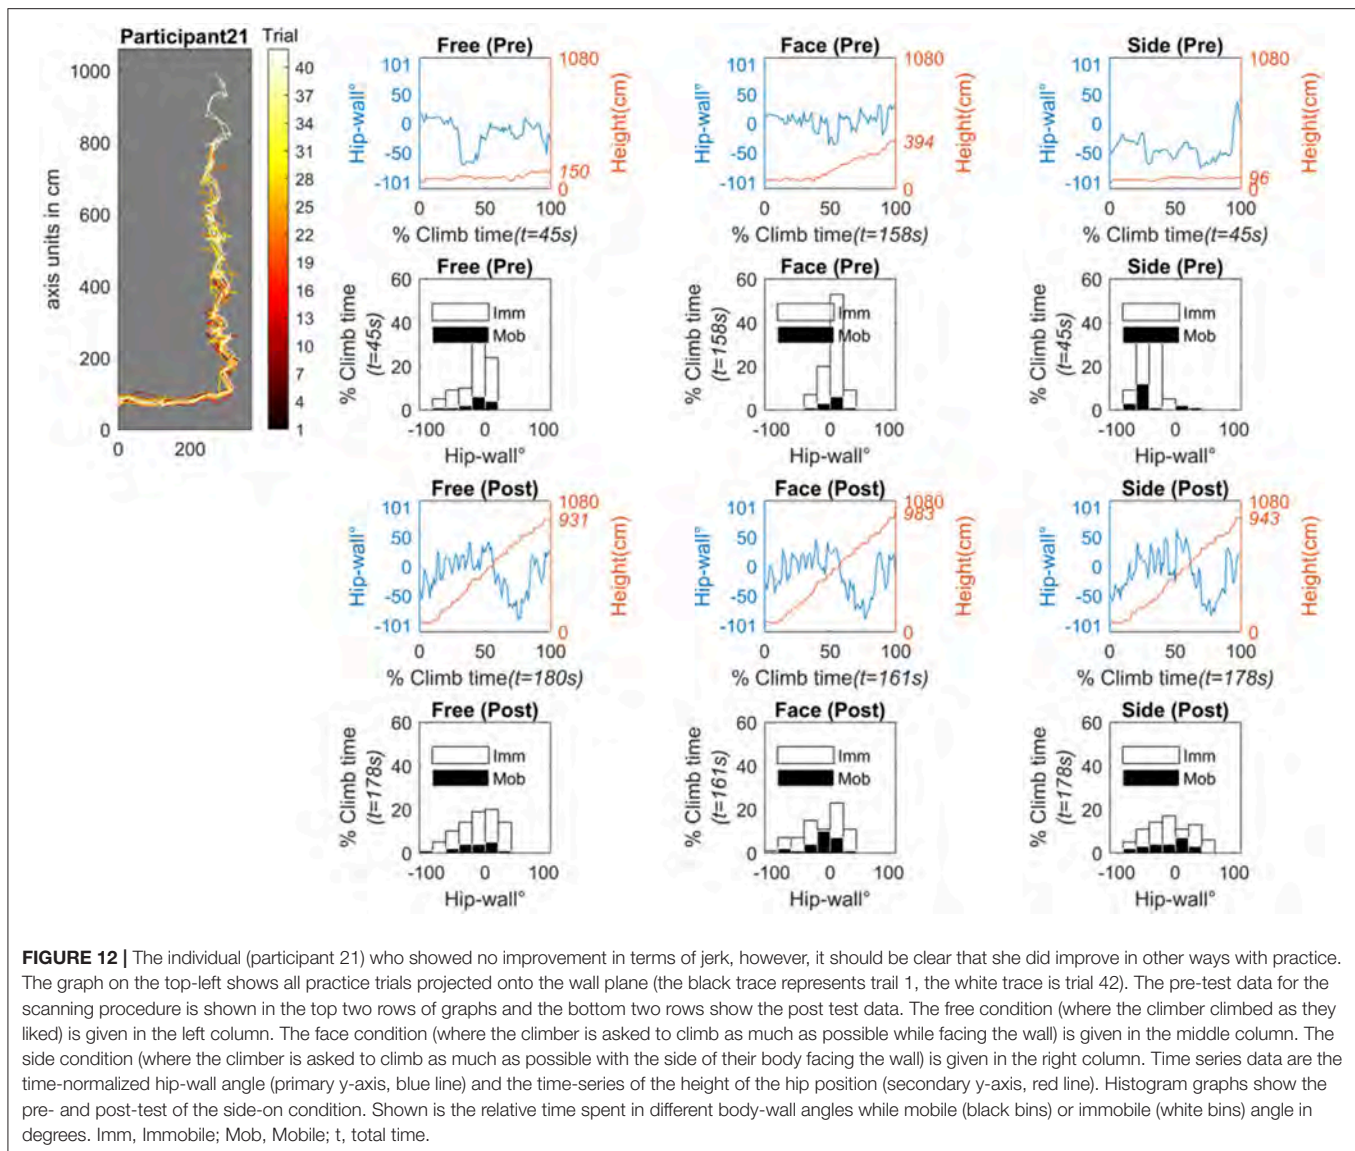 Participant21 Trial
1000
800
600
400
200
0
axis units in cm
0 200
40
37
34
31
28
25
22
19
16
13
10
7
4
1
Free (Pre)
101
50
0
-50
-101
Hip-wall°
1080
150
0
Height(cm)
0 50 100
% Climb time(t=45s)
Face (Pre)
101
50
0
-50
-101
Hip-wall°
1080
394
0
Height(cm)
0 50 100
% Climb time(t=158s)
Side (Pre)
101
50
0
-50
-101
Hip-wall°
1080
96
0
Height(cm)
0 50 100
% Climb time(t=45s)
Free (Pre)
60
40
20
0
% Climb time
(t=45s)
Imm
Mob
-100 0 100
Hip-wall°
Face (Pre)
60
40
20
0
% Climb time
(t=158s)
Imm
Mob
-100 0 100
Hip-wall°
Side (Pre)
60
40
20
0
% Climb time
(t=45s)
Imm
Mob
-100 0 100
Hip-wall°
Free (Post)
101
50
0
-50
-101
Hip-wall°
1080
931
0
Height(cm)
0 50 100
% Climb time(t=180s)
Face (Post)
101
50
0
-50
-101
Hip-wall°
1080
983
0
Height(cm)
0 50 100
% Climb time(t=161s)
Side (Post)
101
50
0
-50
-101
Hip-wall°
1080
943
0
Height(cm)
0 50 100
% Climb time(t=178s)
Free (Post)
60
40
20
0
% Climb time
(t=178s)
Imm
Mob
-100 0 100
Hip-wall°
Face (Post)
60
40
20
0
% Climb time
(t=161s)
Imm
Mob
-100 0 100
Hip-wall°
Side (Post)
60
40
20
0
% Climb time
(t=178s)
Imm
Mob
-100 0 100
Hip-wall°
FIGURE 12 | The individual (participant 21) who showed no improvement in terms of jerk, however, it should be clear that she did improve in other ways with practice.
The graph on the top-left shows all practice trials projected onto the wall plane (the black trace represents trail 1, the white trace is trial 42). The pre-test data for the
scanning procedure is shown in the top two rows of graphs and the bottom two rows show the post test data. The free condition (where the climber climbed as they
liked) is given in the left column. The face condition (where the climber is asked to climb as much as possible while facing the wall) is given in the middle column. The
side condition (where the climber is asked to climb as much as possible with the side of their body facing the wall) is given in the right column. Time series data are the
time-normalized hip-wall angle (primary y-axis, blue line) and the time-series of the height of the hip position (secondary y-axis, red line). Histogram graphs show the
pre- and post-test of the side-on condition. Shown is the relative time spent in different body-wall angles while mobile (black bins) or immobile (white bins) angle in
degrees. Imm, Immobile; Mob, Mobile; t, total time.